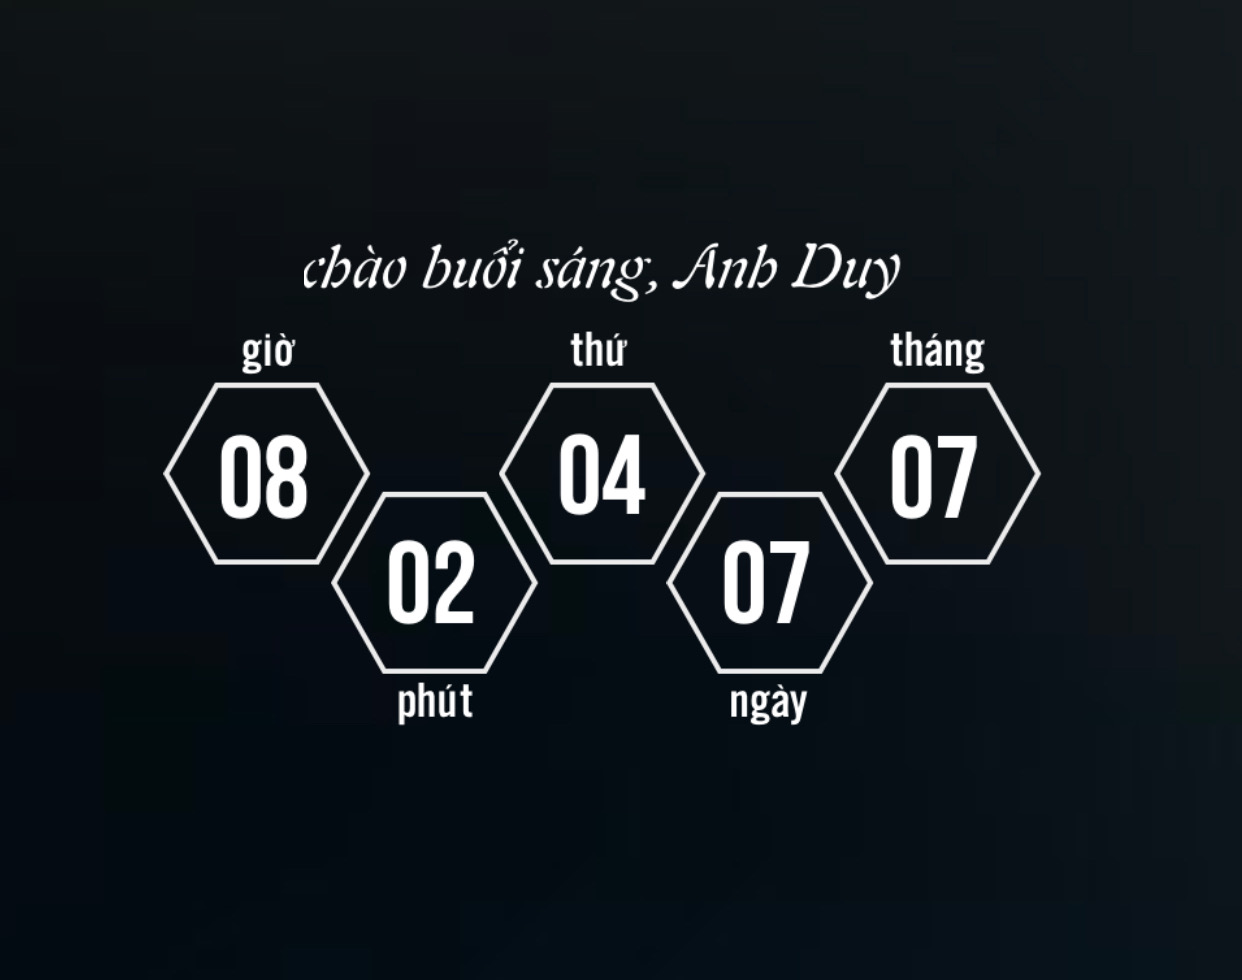 chào buổi sáng, Anh Duy
giờ thứ tháng
08 04 07
02 07
phút ngày